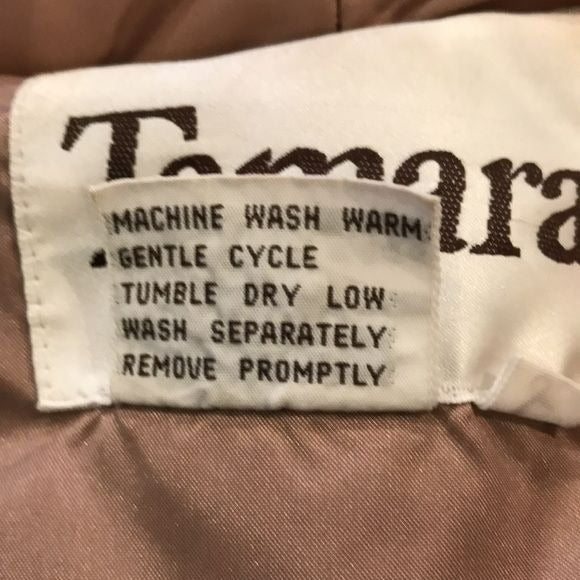 Tamara
MACHINE WASH WARM
GENTLE CYCLE
TUMBLE DRY LOW
WASH SEPARATELY
REMOVE PROMPTLY